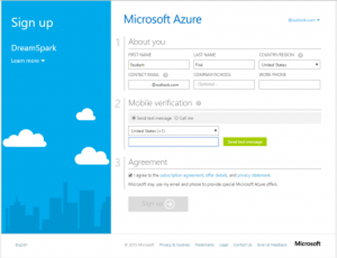 Sign up
DreamSpark
Learn more
Microsoft Azure
@outlook.com
1 About you
FIRST NAME LAST NAME COUNTRY/REGION
Student First United States
CONTACT EMAIL COMPANY/SCHOOL WORK PHONE
@outlook.com - Optional -
2 Mobile verification
Send text message Call me
United States (+1)
Send text message
3 Agreement
I agree to the subscription agreement, offer details, and privacy statement.
Microsoft may use my email and phone to provide special Microsoft Azure offers.
Sign up
English © 2015 Microsoft Privacy & Cookies Trademarks Legal Contact Us Give us Feedback Microsoft